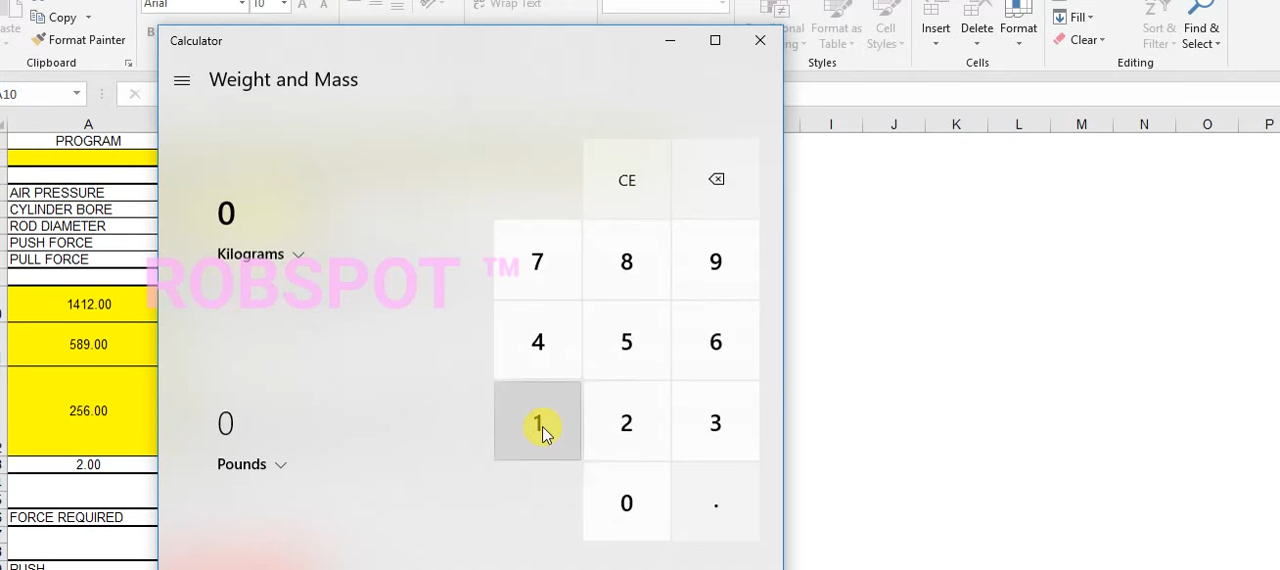 Arial
10
Wrap Text
Copy
Format Painter
B
Clipboard
Format as
Table
Cell
Styles
Styles
Insert
Delete
Format
Cells
Fill
Clear
Sort &
Filter
Find &
Select
Editing
Calculator
Weight and Mass
A10
A
I
J
K
L
M
N
O
P
PROGRAM
AIR PRESSURE
CYLINDER BORE
ROD DIAMETER
PUSH FORCE
PULL FORCE
1412.00
589.00
256.00
2.00
FORCE REQUIRED
PUSH
0
Kilograms
ROBSPOT ™
0
Pounds
CE
7
8
9
4
5
6
1
2
3
0
.